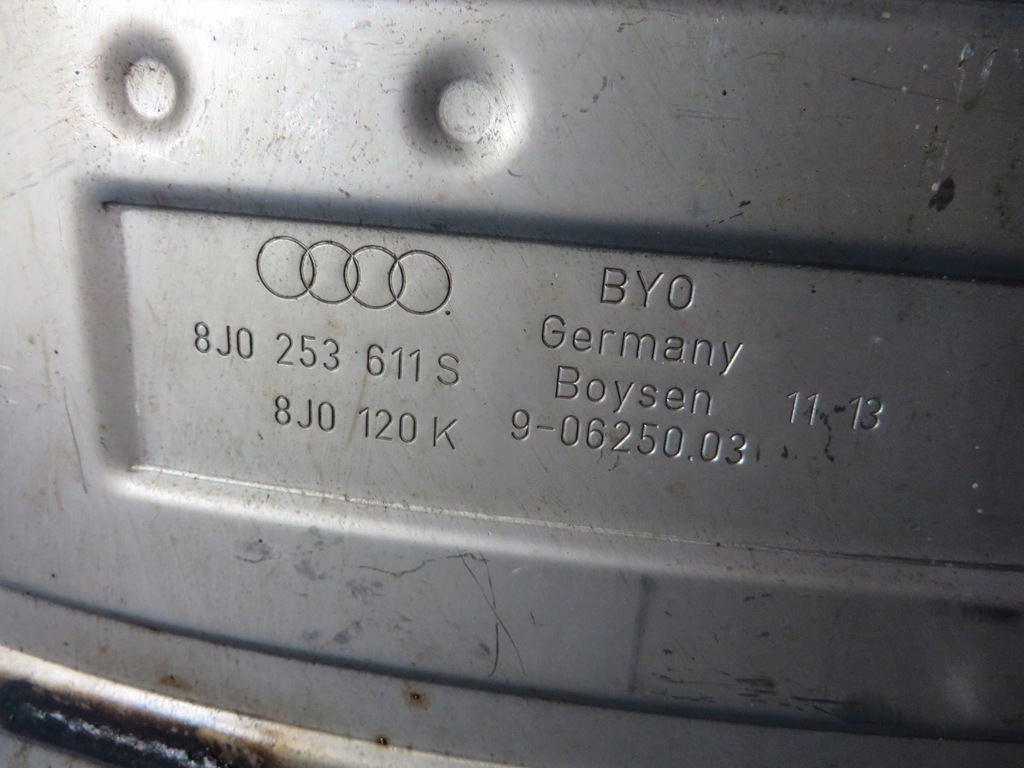 8J0 253 611 S
8J0 120 K
BYO
Germany
Boysen 11 13
9-06250.03